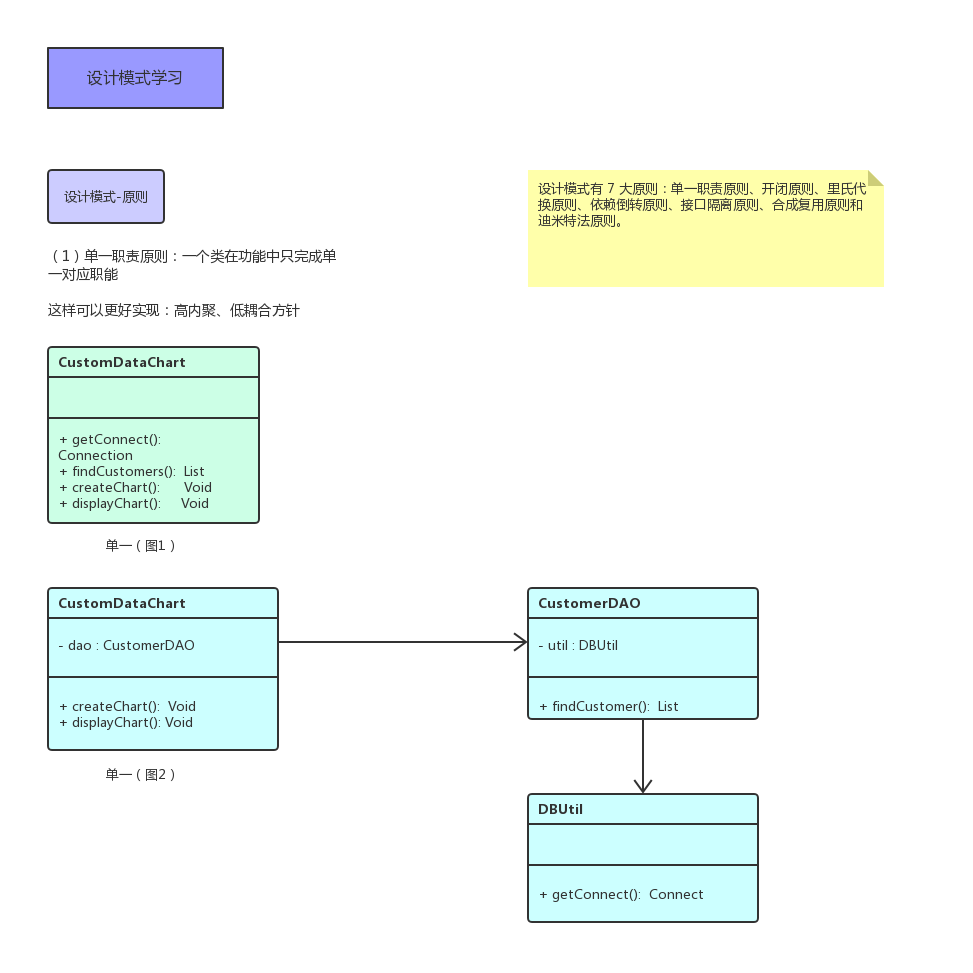 设计模式学习
设计模式-原则
设计模式有 7 大原则：单一职责原则、开闭原则、里氏代
换原则、依赖倒转原则、接口隔离原则、合成复用原则和
迪米特法原则。
（1）单一职责原则：一个类在功能中只完成单
一对应职能
这样可以更好实现：高内聚、低耦合方针
CustomDataChart
+ getConnect():
Connection
+ findCustomers():  List
+ createChart():      Void
+ displayChart():     Void
单一（图1）
CustomDataChart
- dao : CustomerDAO
+ createChart():  Void
+ displayChart(): Void
单一（图2）
CustomerDAO
- util : DBUtil
+ findCustomer():  List
DBUtil
+ getConnect():  Connect